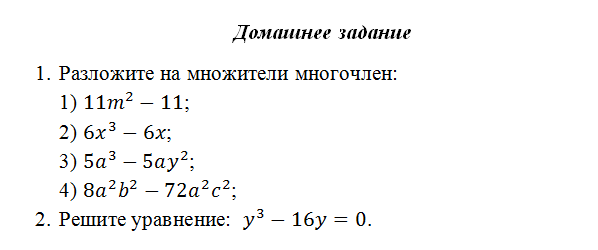 Домашнее задание
1. Разложите на множители многочлен:
1) 11m² − 11;
2) 6x³ − 6x;
3) 5a³ − 5ay²;
4) 8a²b² − 72a²c²;
2. Решите уравнение: y³ − 16y = 0.